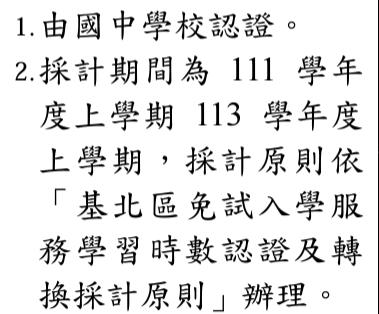 1.由國中學校認證。
2.採計期間為 111 學年
度上學期 113 學年度
上學期，採計原則依
「基北區免試入學服
務學習時數認證及轉
換採計原則」辦理。